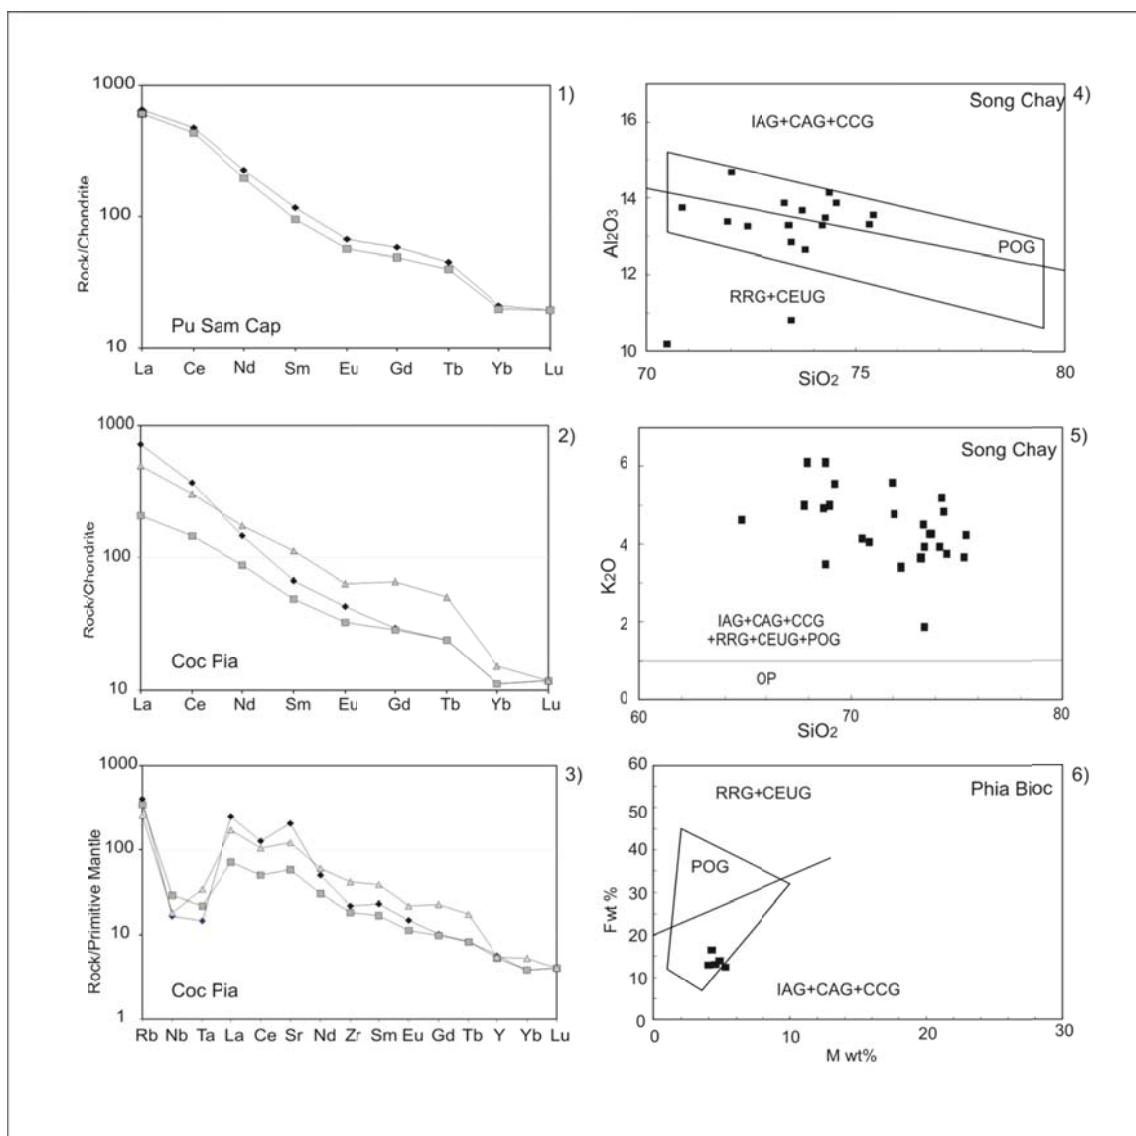 1000
1)
100
Rock/Chondrite
Pu Sam Cap
10
La Ce Nd Sm Eu Gd Tb Yb Lu
1000
2)
100
Rock/Chondrite
Coc Pia
10
La Ce Nd Sm Eu Gd Tb Yb Lu
1000
3)
100
Rock/Primitive Mantle
10
Coc Pia
1
Rb Nb Ta La Ce Sr Nd Zr Sm Eu Gd Tb Y Yb Lu
Song Chay 4)
16
IAG+CAG+CCG
14
Al2O3
POG
12
RRG+CEUG
10
70 75 80
SiO2
Song Chay 5)
6
4
K2O
2
IAG+CAG+CCG
+RRG+CEUG+POG
OP
0
60 70 80
SiO2
60
6)
RRG+CEUG
Phia Bioc
50
40
POG
30
Fwt %
20
10
IAG+CAG+CCG
0
0 10 20 30
M wt%